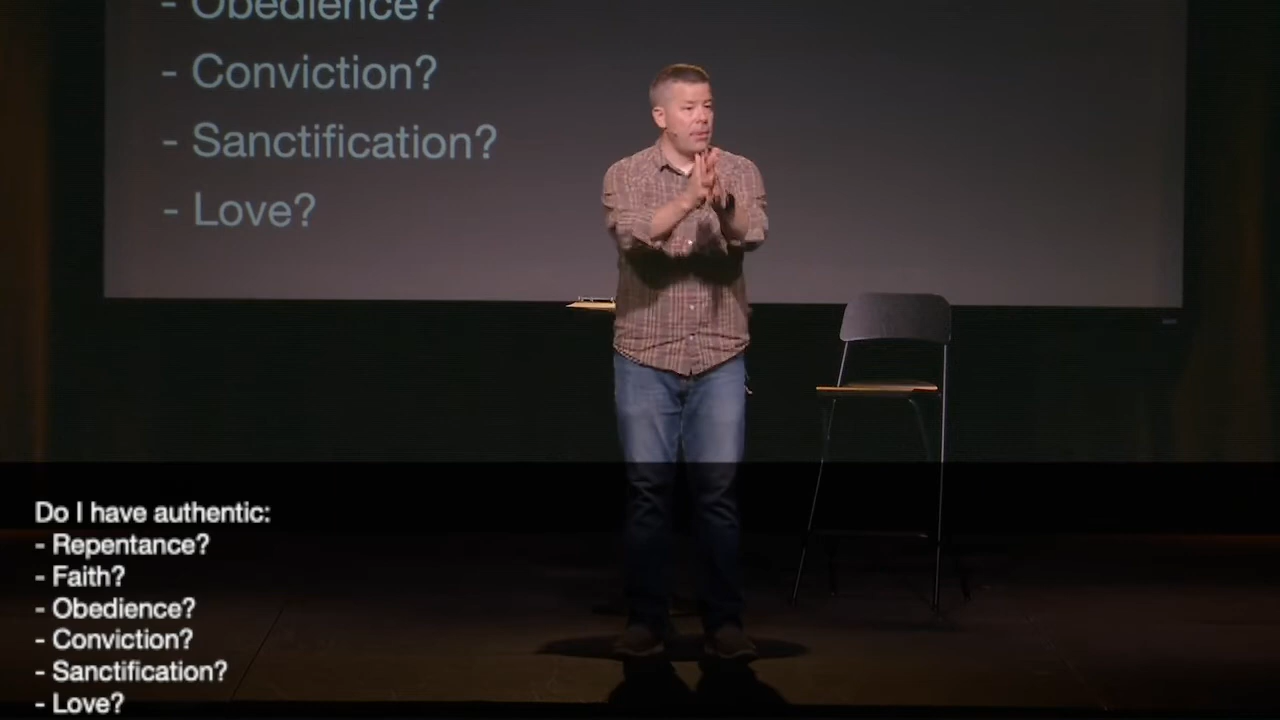 - Obedience?
- Conviction?
- Sanctification?
- Love?
Do I have authentic:
- Repentance?
- Faith?
- Obedience?
- Conviction?
- Sanctification?
- Love?